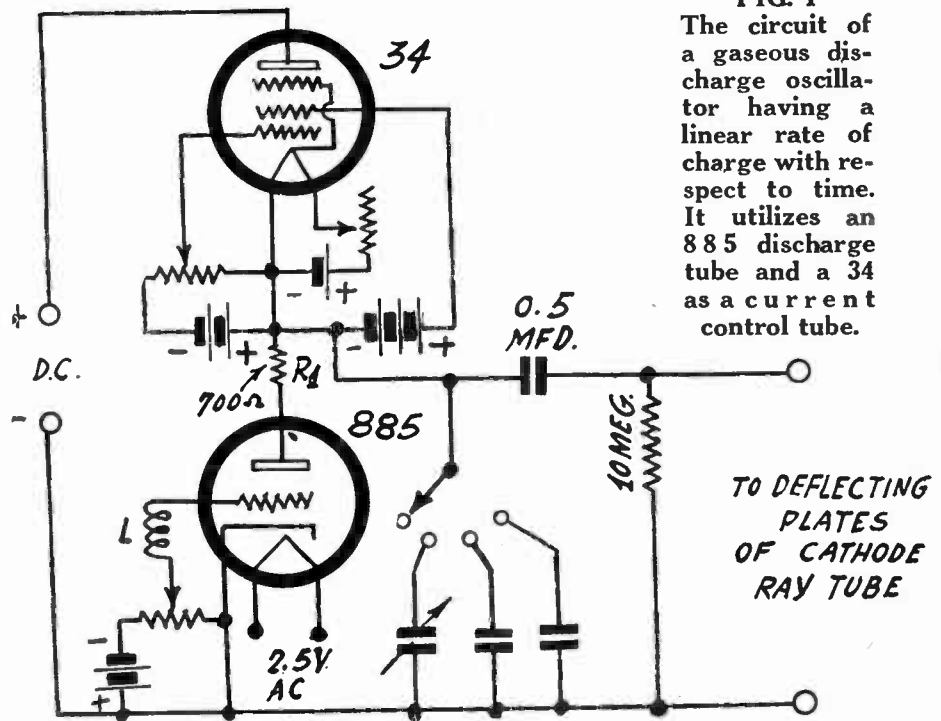 FIG. 1
The circuit of
a gaseous dis-
charge oscilla-
tor having a
linear rate of
charge with re-
spect to time.
It utilizes an
885 discharge
tube and a 34
as a current
control tube.
34
- +
+
D.C.
-
- +
- +
0.5
MFD.
R1
700Ω
885
10 MEG.
L
TO DEFLECTING
PLATES
OF CATHODE
RAY TUBE
-
+
2.5V.
AC